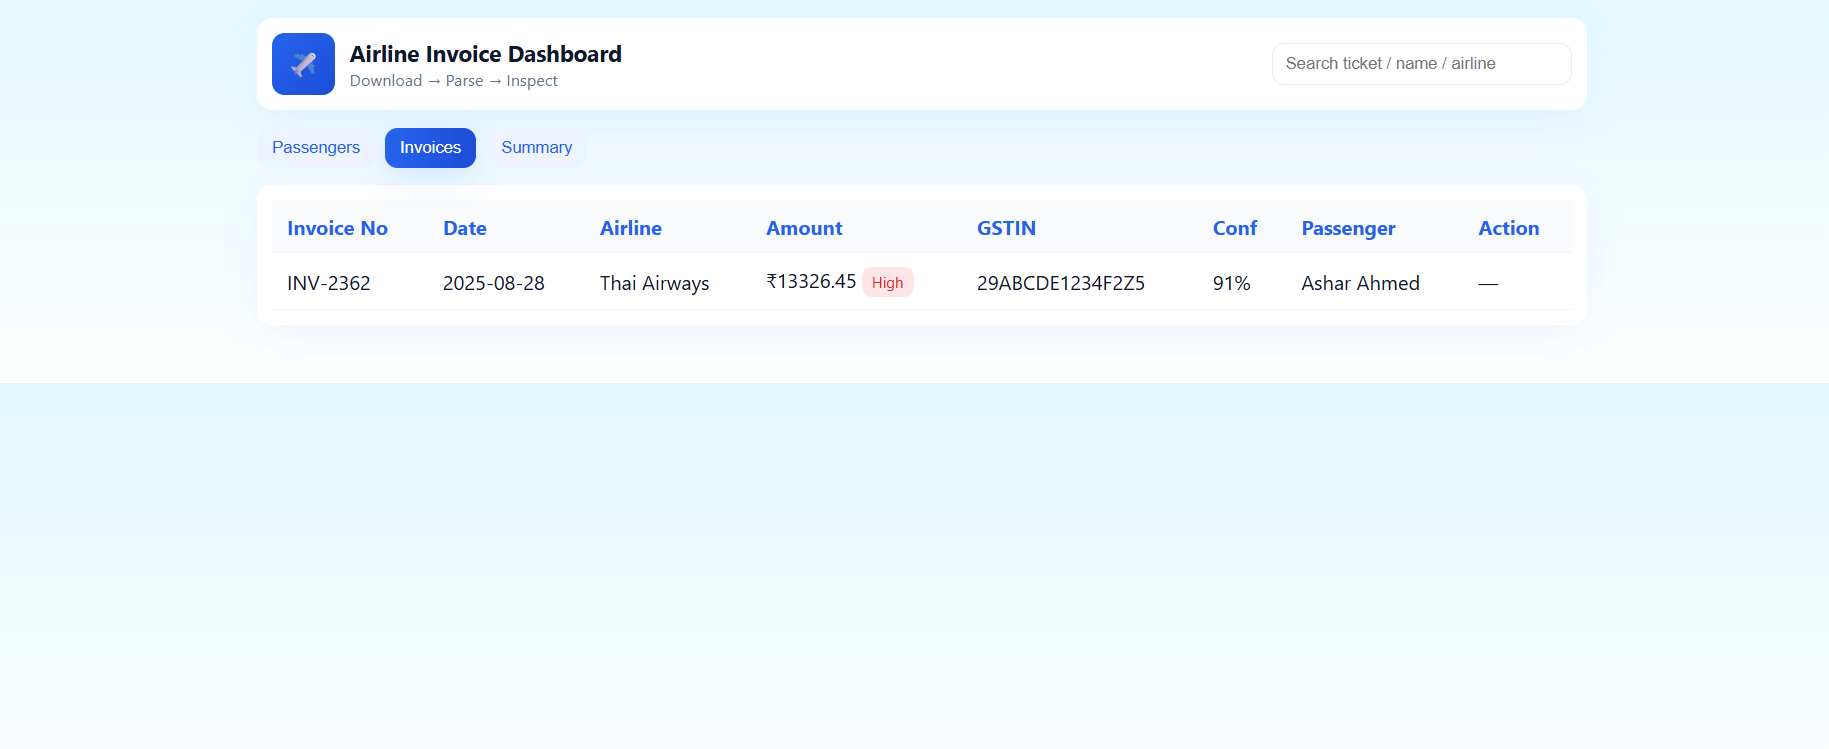 Airline Invoice Dashboard
Download → Parse → Inspect
Search ticket / name / airline
Passengers Invoices Summary
Invoice No Date Airline Amount GSTIN Conf Passenger Action
INV-2362 2025-08-28 Thai Airways ₹13326.45 High 29ABCDE1234F2Z5 91% Ashar Ahmed —